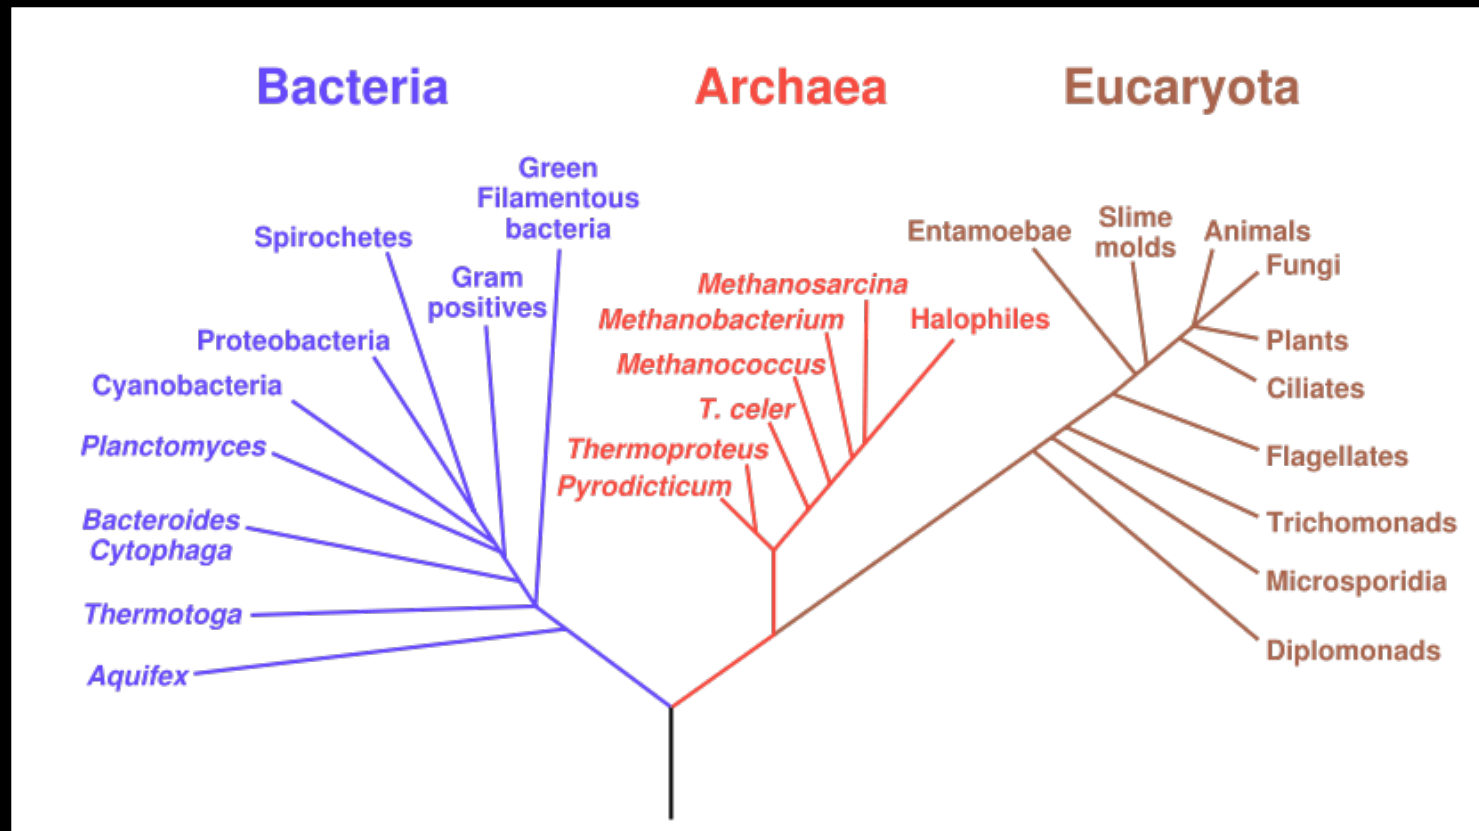 Bacteria
Archaea
Eucaryota
Green
Filamentous
bacteria
Spirochetes
Gram
positives
Proteobacteria
Cyanobacteria
Planctomyces
Bacteroides
Cytophaga
Thermotoga
Aquifex
Methanosarcina
Methanobacterium
Halophiles
Methanococcus
T. celer
Thermoproteus
Pyrodicticum
Entamoebae
Slime
molds
Animals
Fungi
Plants
Ciliates
Flagellates
Trichomonads
Microsporidia
Diplomonads